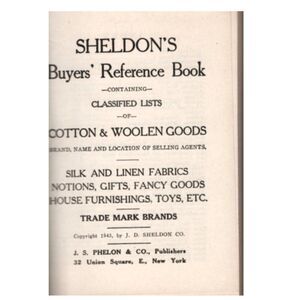 SHELDON'S
Buyers' Reference Book
—CONTAINING—
CLASSIFIED LISTS
—OF—
COTTON & WOOLEN GOODS
BRAND, NAME AND LOCATION OF SELLING AGENTS.
SILK AND LINEN FABRICS
NOTIONS, GIFTS, FANCY GOODS
HOUSE FURNISHINGS, TOYS, ETC.
TRADE MARK BRANDS
Copyright 1943, by J. D. SHELDON CO.
J. S. PHELON & CO., Publishers
32 Union Square, E., New York